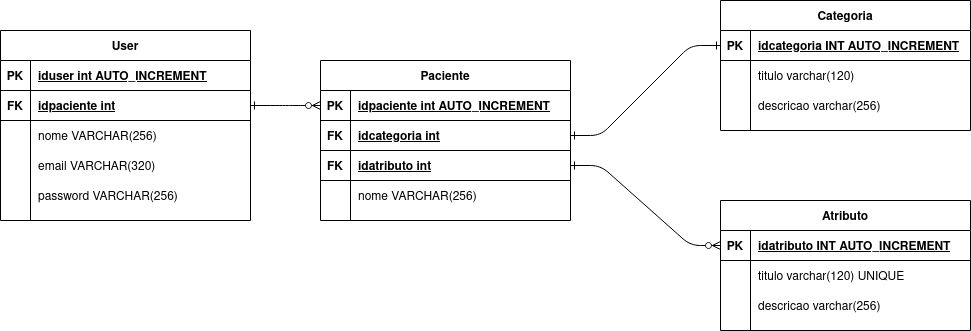 User
PK iduser int AUTO_INCREMENT
FK idpaciente int
nome VARCHAR(256)
email VARCHAR(320)
password VARCHAR(256)
Paciente
PK idpaciente int AUTO_INCREMENT
FK idcategoria int
FK idatributo int
nome VARCHAR(256)
Categoria
PK idcategoria INT AUTO_INCREMENT
titulo varchar(120)
descricao varchar(256)
Atributo
PK idatributo INT AUTO_INCREMENT
titulo varchar(120) UNIQUE
descricao varchar(256)